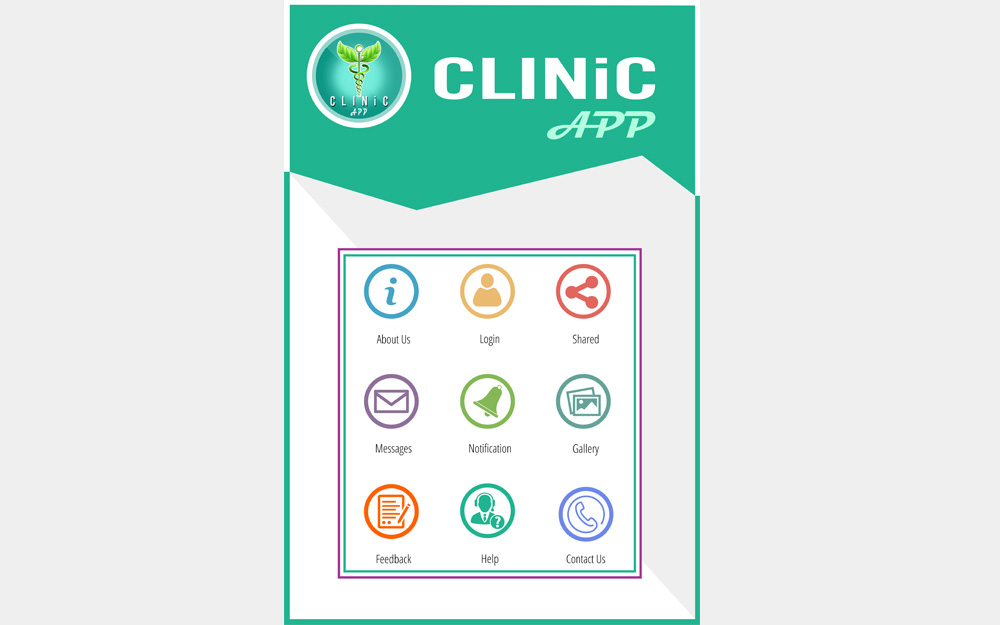 CLINiC
APP
CLINiC
APP
About Us
Login
Shared
Messages
Notification
Gallery
Feedback
Help
Contact Us